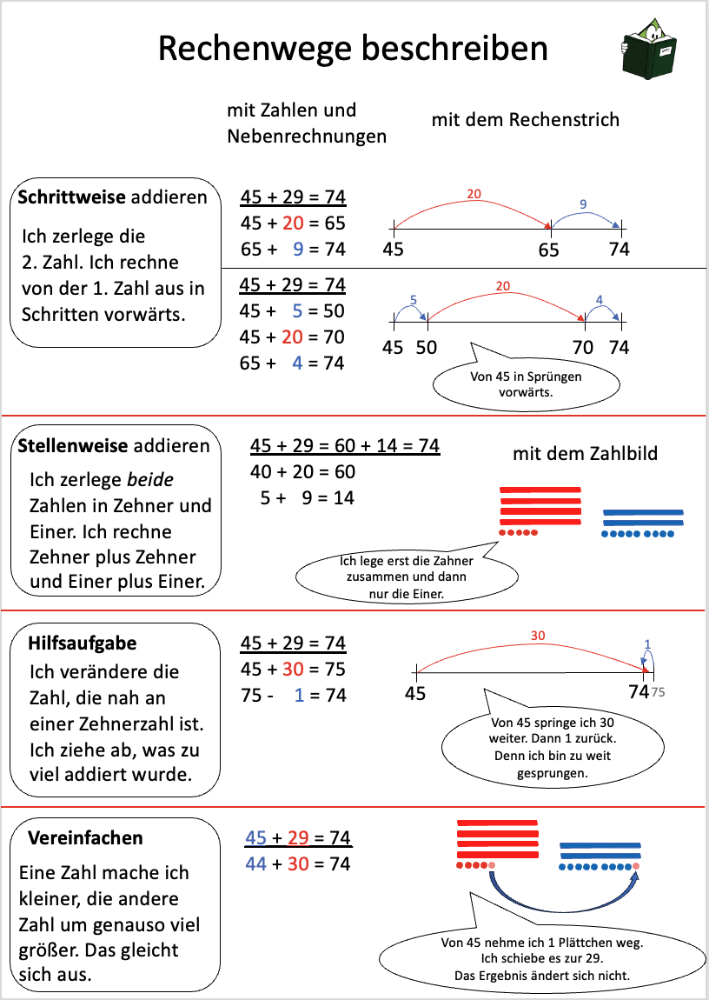 Rechenwege beschreiben
mit Zahlen und
Nebenrechnungen
mit dem Rechenstrich
Schrittweise addieren
Ich zerlege die
2. Zahl. Ich rechne
von der 1. Zahl aus in
Schritten vorwärts.
45 + 29 = 74
45 + 20 = 65
65 + 9 = 74
20
9
45
65
74
45 + 29 = 74
45 + 5 = 50
45 + 20 = 70
65 + 4 = 74
5
20
4
45
50
70
74
Von 45 in Sprüngen
vorwärts.
Stellenweise addieren
Ich zerlege beide
Zahlen in Zehner und
Einer. Ich rechne
Zehner plus Zehner
und Einer plus Einer.
45 + 29 = 60 + 14 = 74
40 + 20 = 60
5 + 9 = 14
mit dem Zahlbild
Ich lege erst die Zahner
zusammen und dann
nur die Einer.
Hilfsaufgabe
Ich verändere die
Zahl, die nah an
einer Zehnerzahl ist.
Ich ziehe ab, was zu
viel addiert wurde.
45 + 29 = 74
45 + 30 = 75
75 - 1 = 74
30
1
45
74
75
Von 45 springe ich 30
weiter. Dann 1 zurück.
Denn ich bin zu weit
gesprungen.
Vereinfachen
Eine Zahl mache ich
kleiner, die andere
Zahl um genauso viel
größer. Das gleicht
sich aus.
45 + 29 = 74
44 + 30 = 74
Von 45 nehme ich 1 Plättchen weg.
Ich schiebe es zur 29.
Das Ergebnis ändert sich nicht.